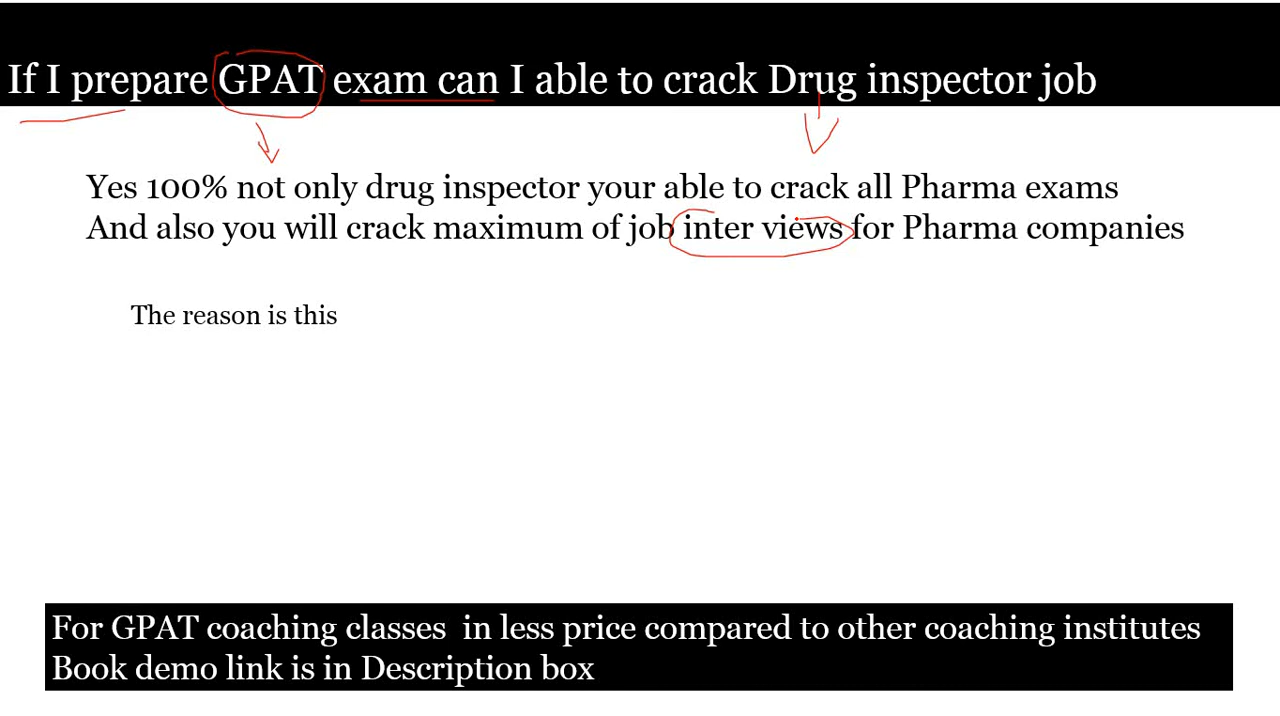 If I prepare GPAT exam can I able to crack Drug inspector job
Yes 100% not only drug inspector your able to crack all Pharma exams
And also you will crack maximum of job inter views for Pharma companies
The reason is this
For GPAT coaching classes in less price compared to other coaching institutes
Book demo link is in Description box